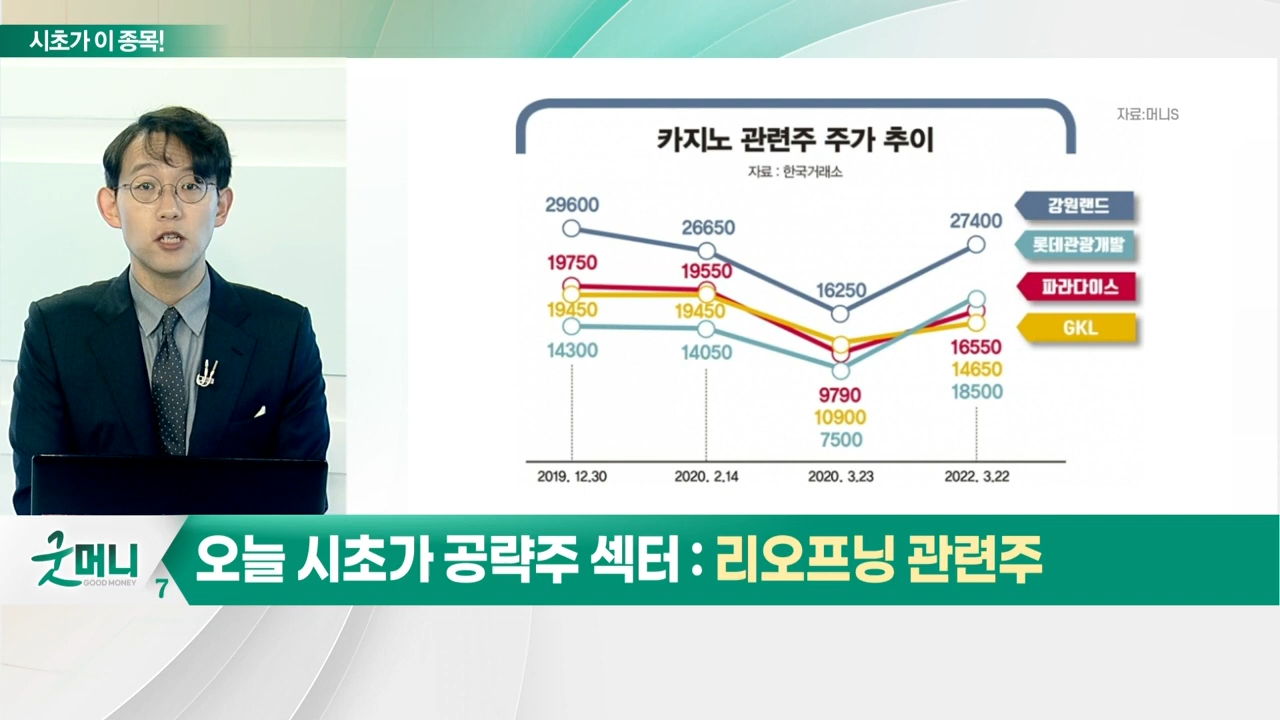 시초가 이 종목!
자료:머니S
카지노 관련주 주가 추이
자료 : 한국거래소
29600
26650
16250
27400
강원랜드
롯데관광개발
파라다이스
GKL
19750
19550
19450
19450
14300
14050
9790
10900
7500
16550
14650
18500
2019. 12.30
2020. 2.14
2020. 3.23
2022. 3.22
굿머니
GOOD MONEY
7
오늘 시초가 공략주 섹터 : 리오프닝 관련주